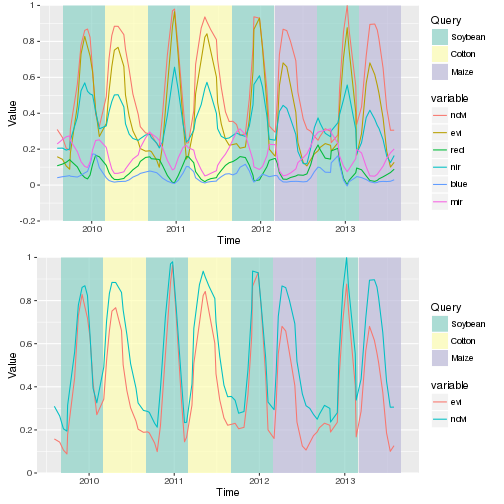 1
0.8
0.6
0.4
0.2
0
-0.2
Value
2010
2011
2012
2013
Time
Query
Soybean
Cotton
Maize
variable
ndvi
evi
red
nir
blue
mir
1
0.8
0.6
0.4
0.2
0
Value
2010
2011
2012
2013
Time
Query
Soybean
Cotton
Maize
variable
evi
ndvi